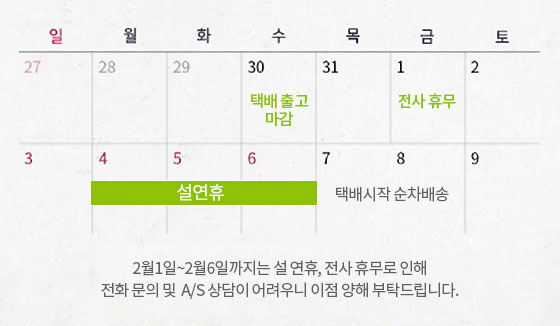 일 월 화 수 목 금 토
27 28 29 30 31 1 2
택배 출고 전사 휴무
마감
3 4 5 6 7 8 9
설연휴 택배시작 순차배송
2월1일~2월6일까지는 설 연휴, 전사 휴무로 인해
전화 문의 및 A/S 상담이 어려우니 이점 양해 부탁드립니다.